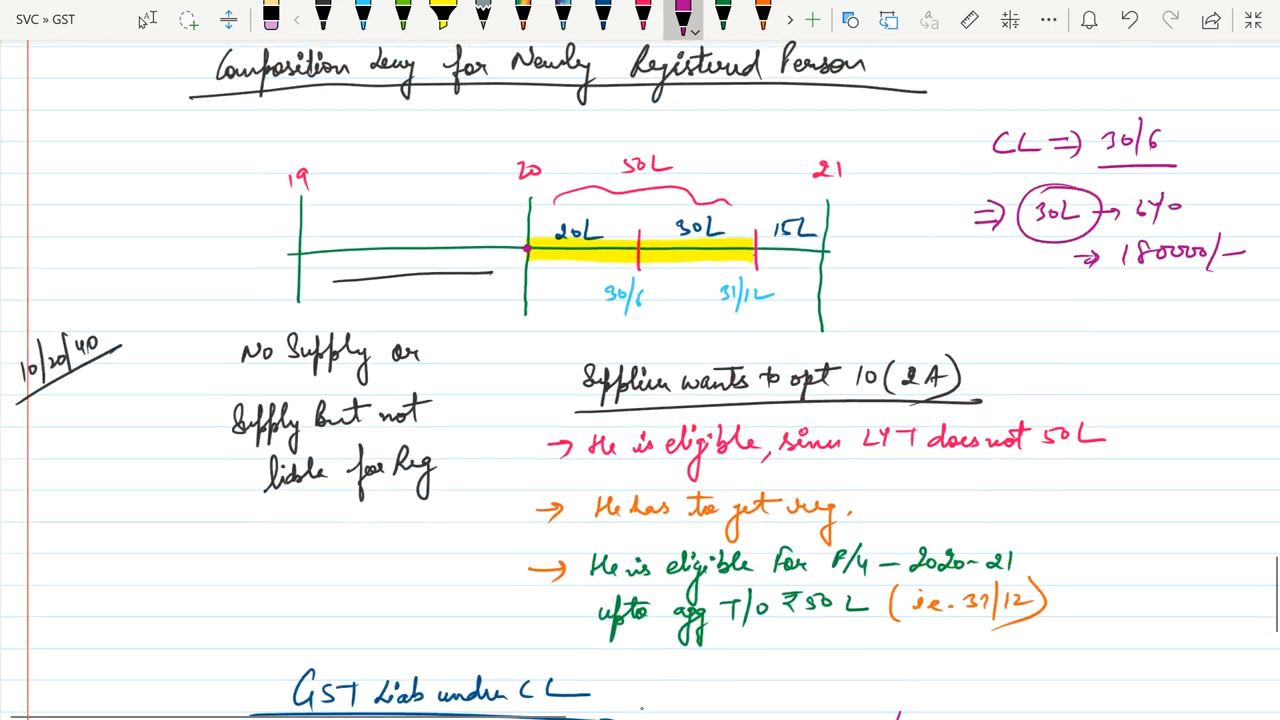 SVC » GST
Composition Levy for Newly Registered Person
19
20
50L
21
20L
30L
15L
30/6
31/12
CL ⇒ 30/6
⇒ 30L → 6%
→ 180000/-
10/20/40
No Supply or
Supply But not
liable for Reg
Supplier wants to opt 10(2A)
→ He is eligible, since LYT does not 50L
→ He has to get reg.
→ He is eligible for F/Y - 2020-21
upto agg T/O ₹50 L (i.e. 31/12)
GST Liab under CL